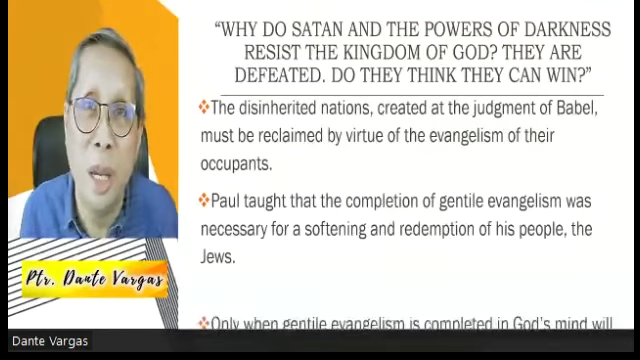 “WHY DO SATAN AND THE POWERS OF DARKNESS
RESIST THE KINGDOM OF GOD? THEY ARE
DEFEATED. DO THEY THINK THEY CAN WIN?”
❖The disinherited nations, created at the judgment of Babel,
must be reclaimed by virtue of the evangelism of their
occupants.
❖Paul taught that the completion of gentile evangelism was
necessary for a softening and redemption of his people, the
Jews.
❖Only when gentile evangelism is completed in God’s mind will
Ptr. Dante Vargas
Dante Vargas